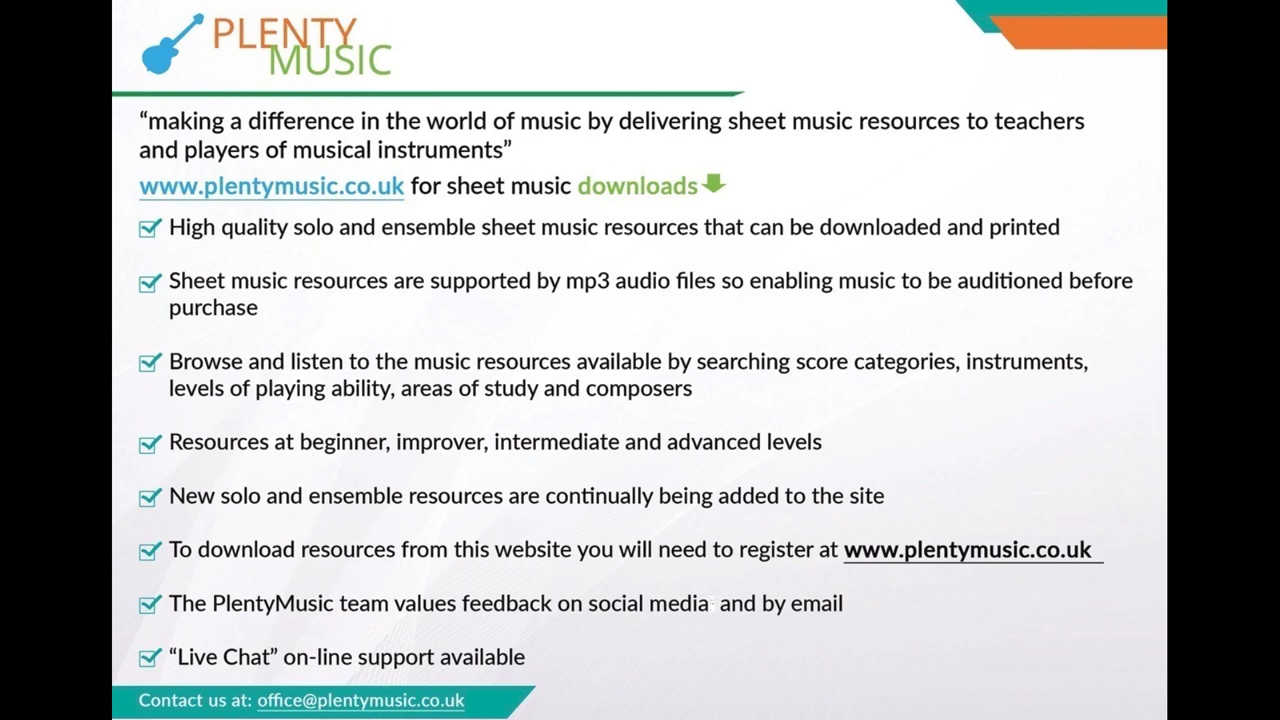 PLENTY
MUSIC
“making a difference in the world of music by delivering sheet music resources to teachers
and players of musical instruments”
www.plentymusic.co.uk for sheet music downloads
High quality solo and ensemble sheet music resources that can be downloaded and printed
Sheet music resources are supported by mp3 audio files so enabling music to be auditioned before
purchase
Browse and listen to the music resources available by searching score categories, instruments,
levels of playing ability, areas of study and composers
Resources at beginner, improver, intermediate and advanced levels
New solo and ensemble resources are continually being added to the site
To download resources from this website you will need to register at www.plentymusic.co.uk
The PlentyMusic team values feedback on social media and by email
“Live Chat” on-line support available
Contact us at: office@plentymusic.co.uk